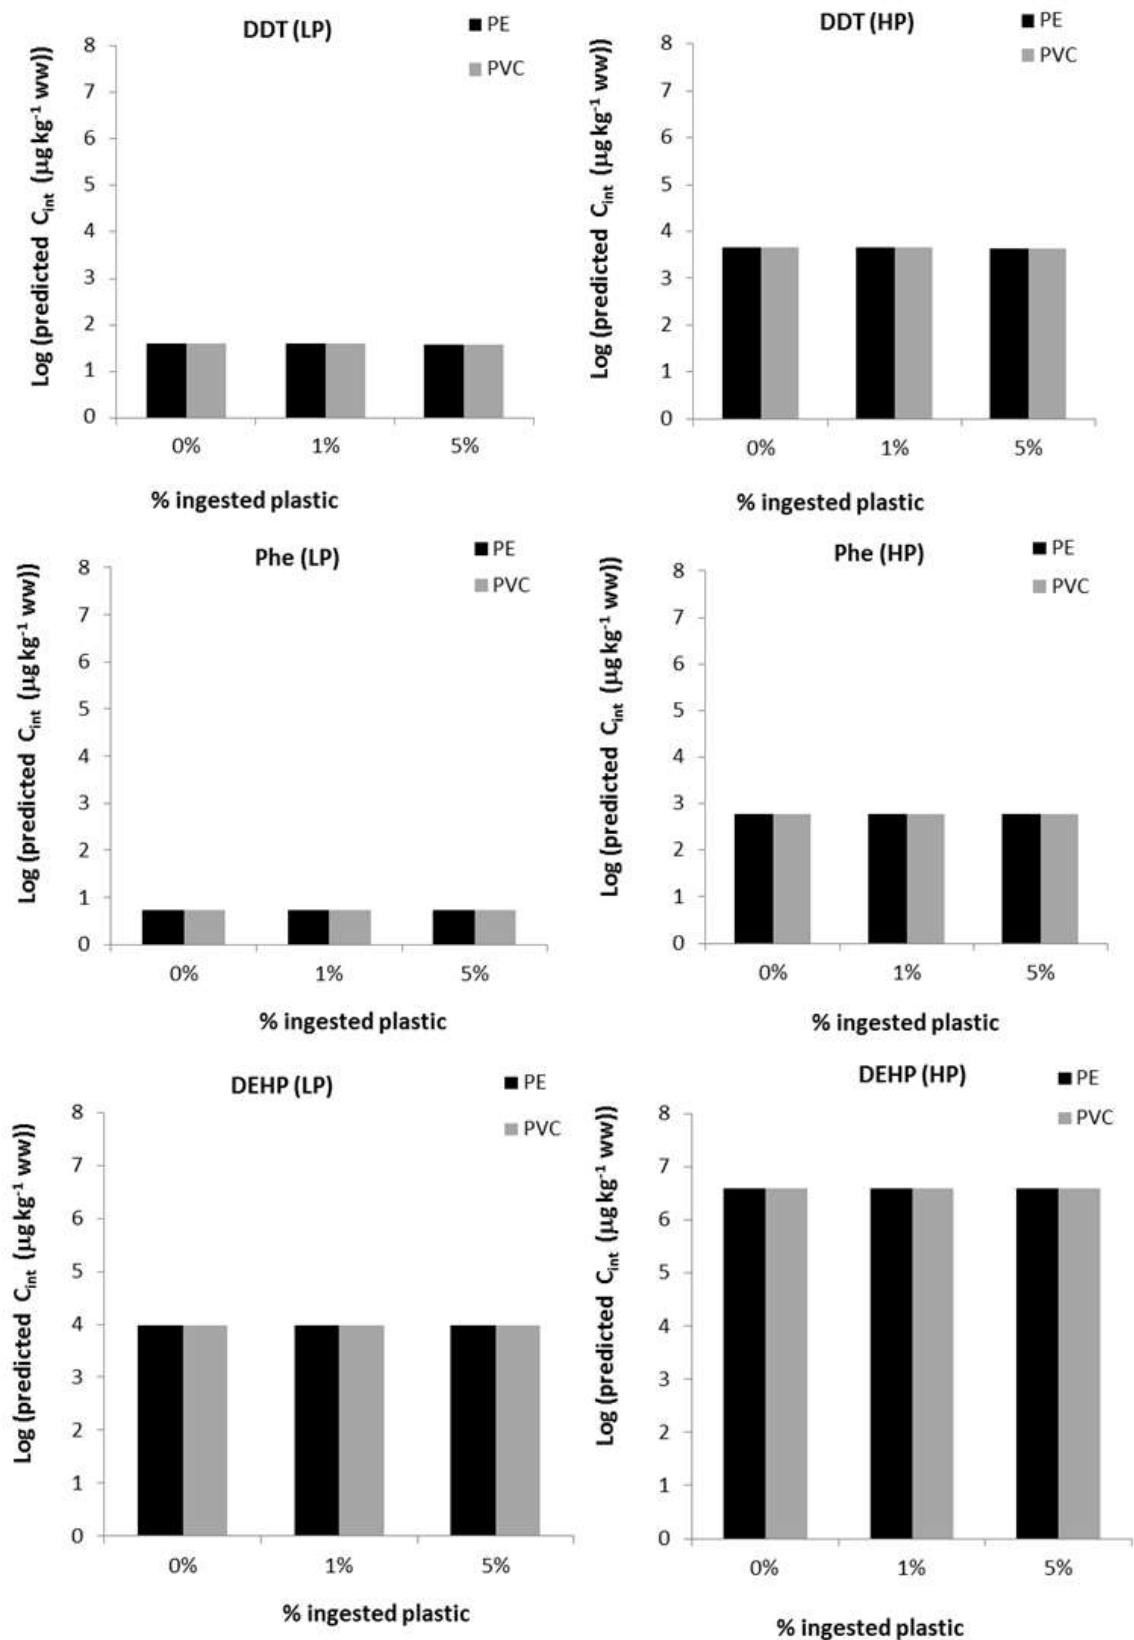 DDT (LP)
PE
PVC
Log (predicted C_int (µg kg⁻¹ ww))
8
7
6
5
4
3
2
1
0
0% 1% 5%
% ingested plastic
DDT (HP)
PE
PVC
Log (predicted C_int (µg kg⁻¹ ww))
8
7
6
5
4
3
2
1
0
0% 1% 5%
% ingested plastic
Phe (LP)
PE
PVC
Log (predicted C_int (µg kg⁻¹ ww))
8
7
6
5
4
3
2
1
0
0% 1% 5%
% ingested plastic
Phe (HP)
PE
PVC
Log (predicted C_int (µg kg⁻¹ ww))
8
7
6
5
4
3
2
1
0
0% 1% 5%
% ingested plastic
DEHP (LP)
PE
PVC
Log (predicted C_int (µg kg⁻¹ ww))
8
7
6
5
4
3
2
1
0
0% 1% 5%
% ingested plastic
DEHP (HP)
PE
PVC
Log (predicted C_int (µg kg⁻¹ ww))
8
7
6
5
4
3
2
1
0
0% 1% 5%
% ingested plastic